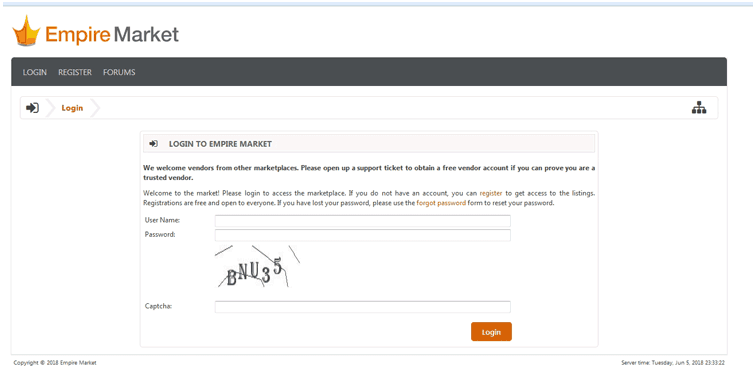 Empire Market
LOGIN REGISTER FORUMS
Login
LOGIN TO EMPIRE MARKET
We welcome vendors from other marketplaces. Please open up a support ticket to obtain a free vendor account if you can prove you are a
trusted vendor.
Welcome to the market! Please login to access the marketplace. If you do not have an account, you can register to get access to the listings.
Registrations are free and open to everyone. If you have lost your password, please use the forgot password form to reset your password.
User Name:
Password:
BNU35
Captcha:
Login
Copyright © 2018 Empire Market
Server time: Tuesday, Jun 5, 2018 23:33:22